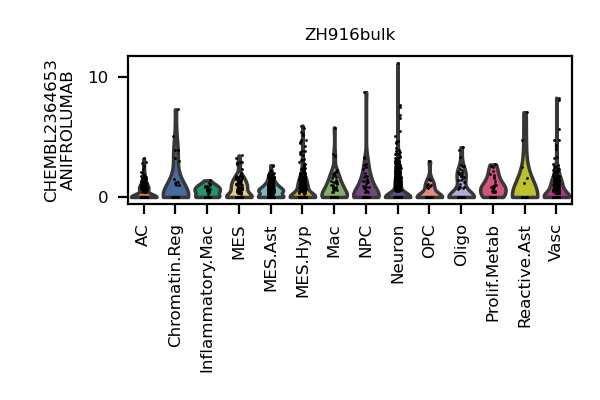 ZH916bulk
CHEMBL2364653
ANIFROLUMAB
10
0
AC
Chromatin.Reg
Inflammatory.Mac
MES
MES.Ast
MES.Hyp
Mac
NPC
Neuron
OPC
Oligo
Prolif.Metab
Reactive.Ast
Vasc